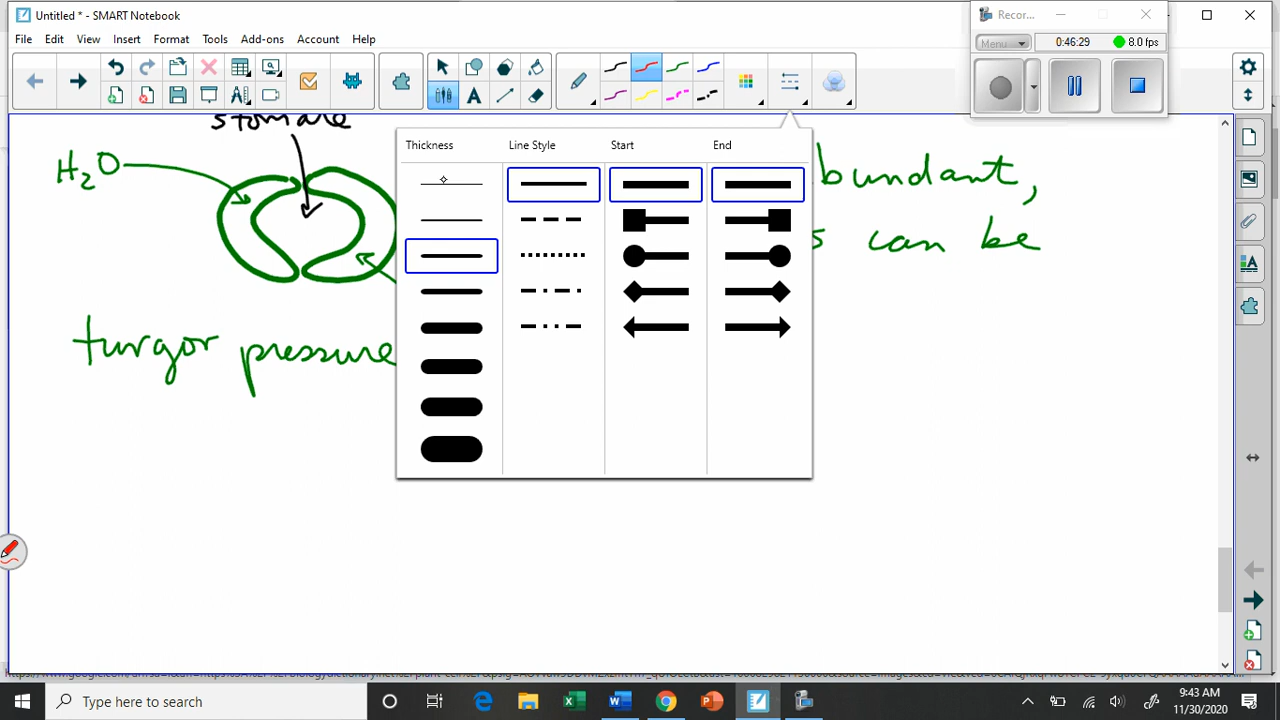 Untitled * - SMART Notebook
Recor...
File Edit View Insert Format Tools Add-ons Account Help
Menu
0:46:29
8.0 fps
Thickness Line Style Start End
H2O
bundant,
s can be
turgor pressure
Type here to search
9:43 AM
11/30/2020